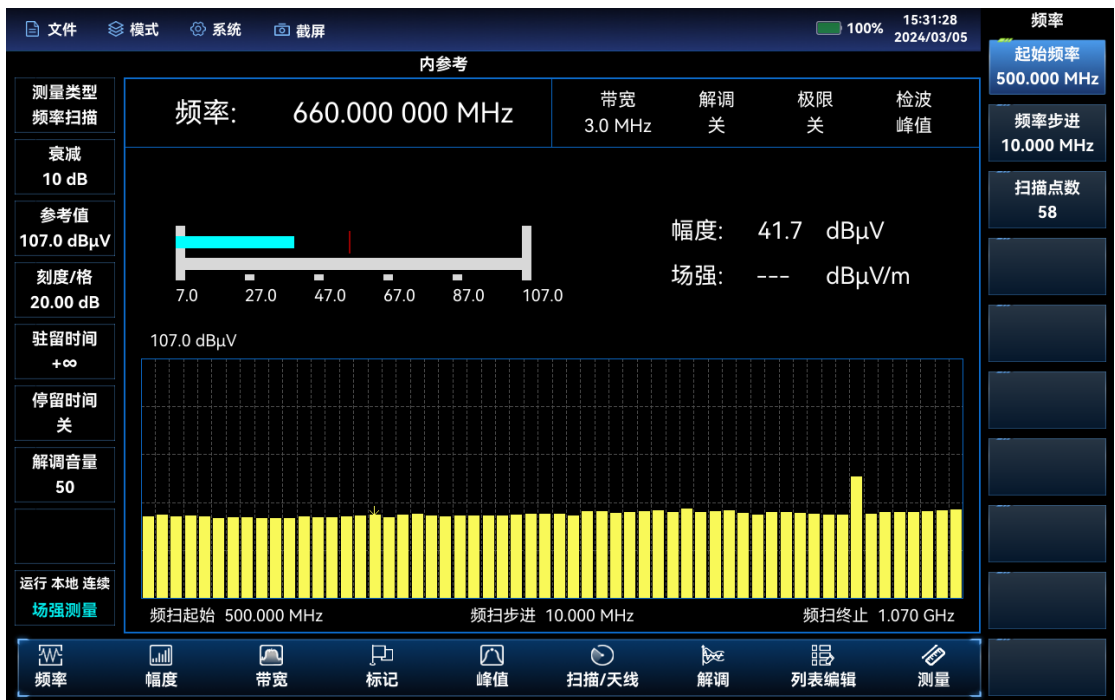 文件 模式 系统 截屏 100% 15:31:28
2024/03/05
频率
内参考
起始频率
500.000 MHz
频率步进
10.000 MHz
扫描点数
58
测量类型
频率扫描
衰减
10 dB
参考值
107.0 dBμV
刻度/格
20.00 dB
驻留时间
+∞
停留时间
关
解调音量
50
运行 本地 连续
场强测量
频率: 660.000 000 MHz
带宽 解调 极限 检波
3.0 MHz 关 关 峰值
幅度: 41.7 dBμV
场强: --- dBμV/m
7.0 27.0 47.0 67.0 87.0 107.0
107.0 dBμV
频扫起始 500.000 MHz 频扫步进 10.000 MHz 频扫终止 1.070 GHz
频率 幅度 带宽 标记 峰值 扫描/天线 解调 列表编辑 测量